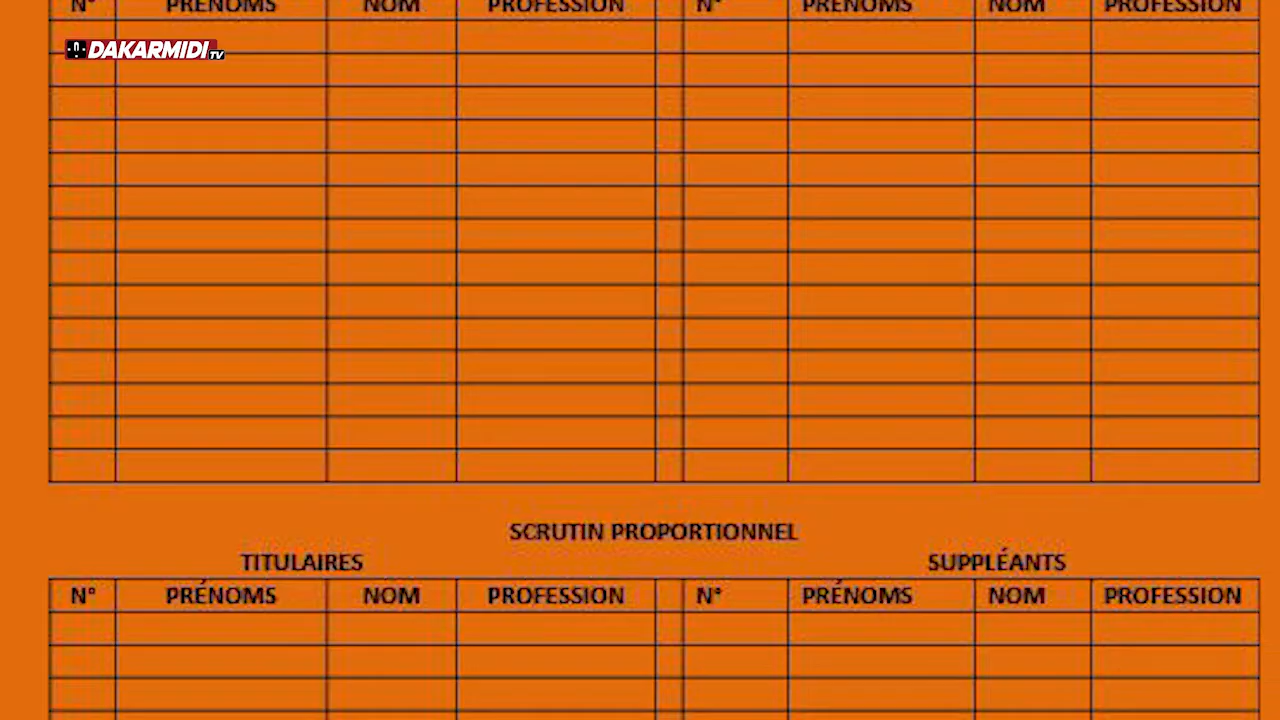 N° PRÉNOMS NOM PROFESSION N° PRÉNOMS NOM PROFESSION
DAKARMIDI TV
SCRUTIN PROPORTIONNEL
TITULAIRES SUPPLÉANTS
N° PRÉNOMS NOM PROFESSION N° PRÉNOMS NOM PROFESSION